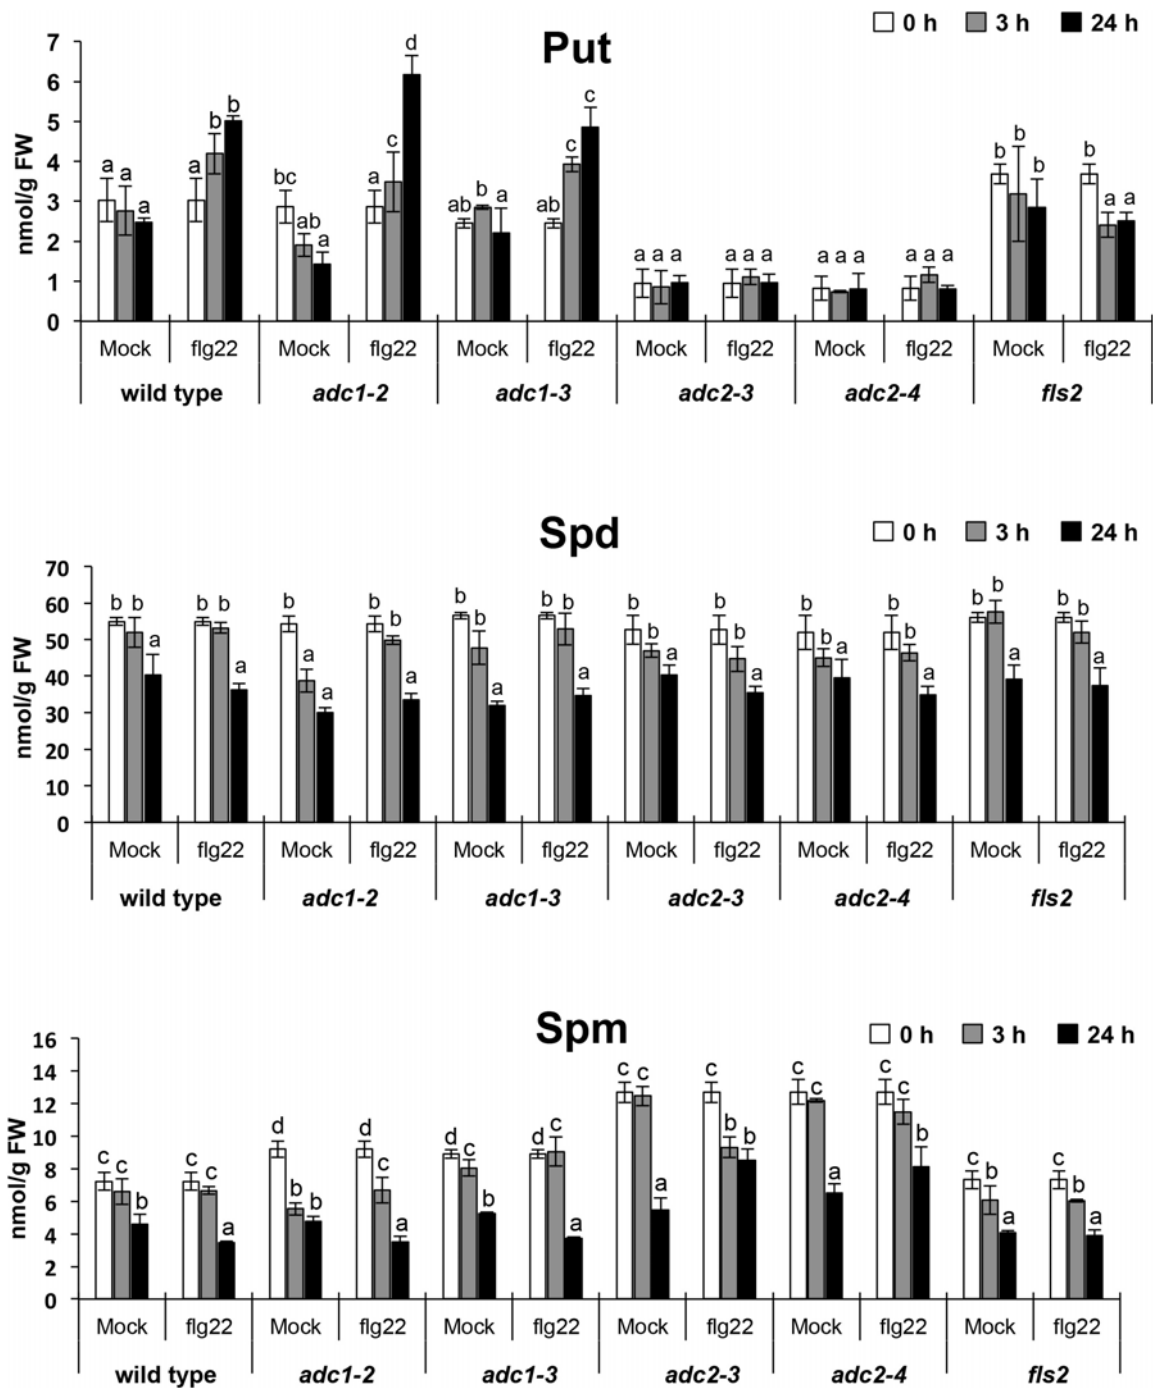 Put
0 h 3 h 24 h
nmol/g FW
7
6
5
4
3
2
1
0
a a a a b b bc ab a a c d ab b a ab c c a a a a a a a a a a a a b b b b a a
Mock flg22 Mock flg22 Mock flg22 Mock flg22 Mock flg22 Mock flg22
wild type adc1-2 adc1-3 adc2-3 adc2-4 fls2
Spd
0 h 3 h 24 h
nmol/g FW
70
60
50
40
30
20
10
0
b b a b b a b a a b b a b b a b b a b b a b b a b b a b b a b b a b b a
Mock flg22 Mock flg22 Mock flg22 Mock flg22 Mock flg22 Mock flg22
wild type adc1-2 adc1-3 adc2-3 adc2-4 fls2
Spm
0 h 3 h 24 h
nmol/g FW
16
14
12
10
8
6
4
2
0
c c b c c a d b b d c a d c b d c a c c a c b b c c a c c b c b a c b a
Mock flg22 Mock flg22 Mock flg22 Mock flg22 Mock flg22 Mock flg22
wild type adc1-2 adc1-3 adc2-3 adc2-4 fls2